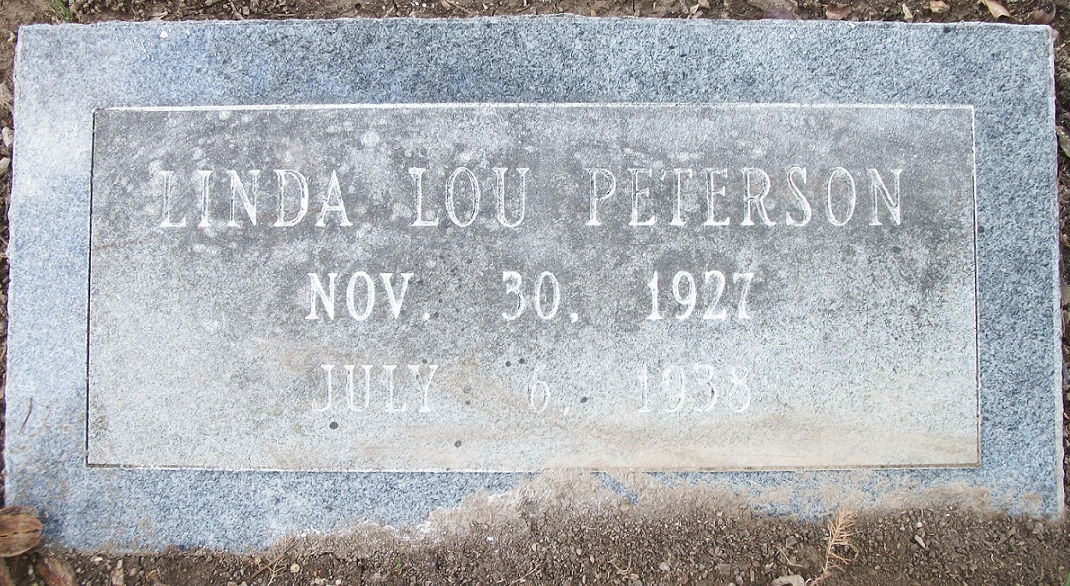 LINDA LOU PETERSON
NOV. 30, 1927
JULY 6, 1938